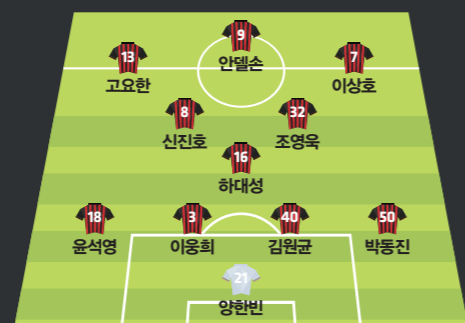 9
안델손
13
고요한
7
이상호
8
신진호
32
조영욱
16
하대성
18
윤석영
3
이웅희
40
김원균
50
박동진
21
양한빈